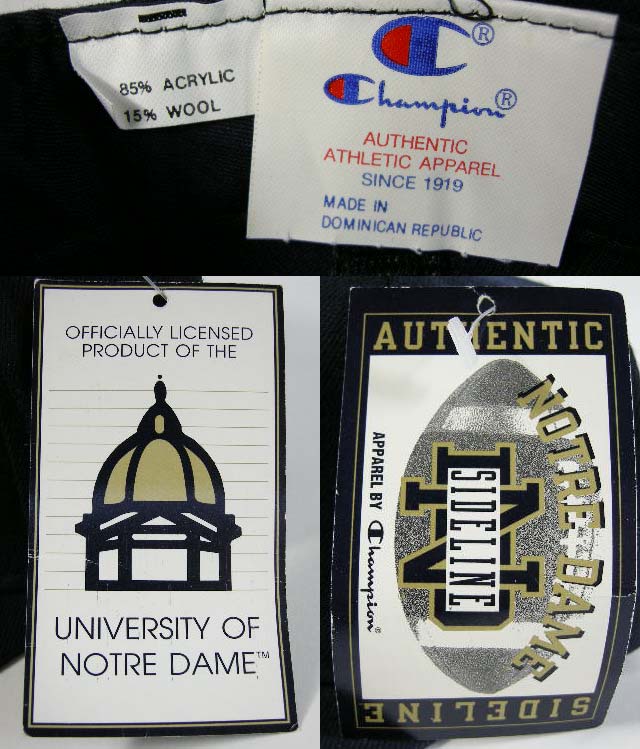 85% ACRYLIC
15% WOOL
®
Champion®
AUTHENTIC
ATHLETIC APPAREL
SINCE 1919
MADE IN
DOMINICAN REPUBLIC
OFFICIALLY LICENSED
PRODUCT OF THE
UNIVERSITY OF
NOTRE DAME™
AUTHENTIC
NOTRE DAME
ND
SIDELINE
APPAREL BY Champion®
SIDELINE